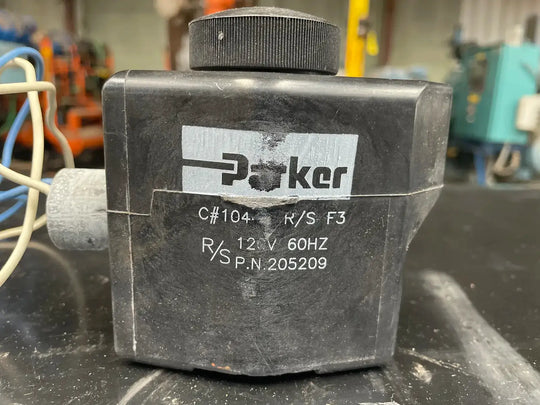 Parker
C#104 R/S F3
R/S 120V 60HZ
P.N.205209